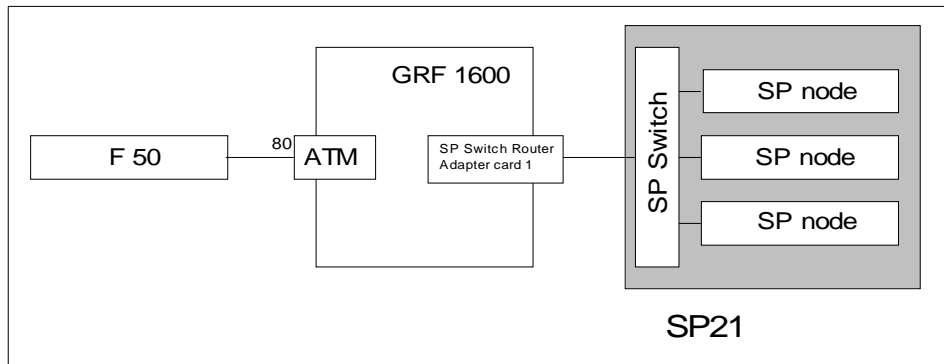 GRF 1600
F 50
80
ATM
SP Switch Router
Adapter card 1
SP Switch
SP node
SP node
SP node
SP21